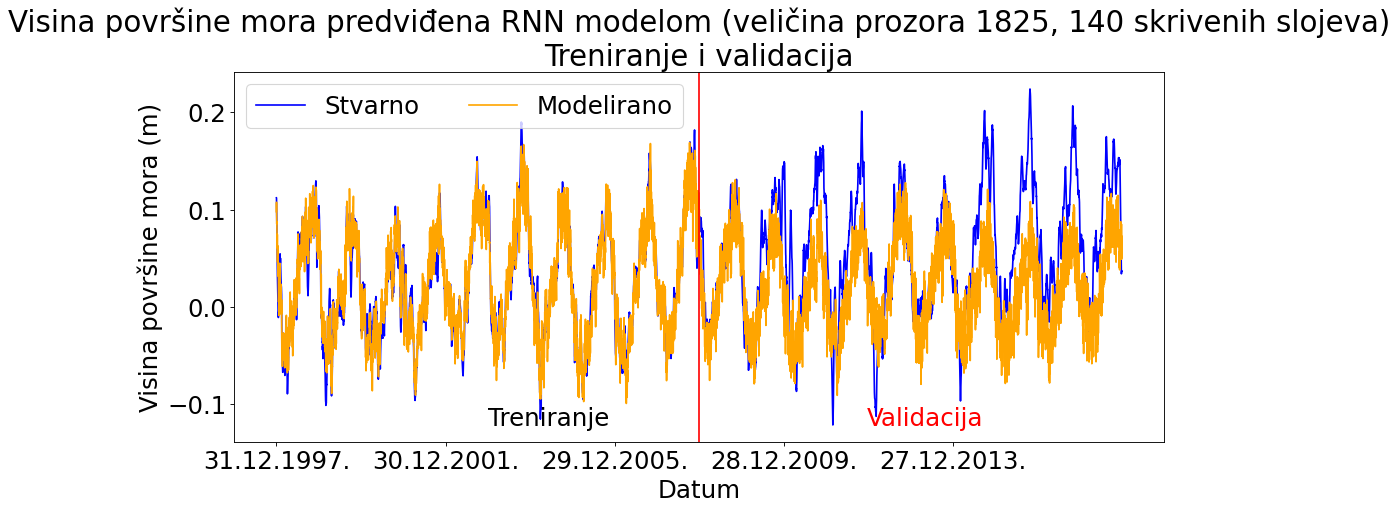 Visina površine mora predviđena RNN modelom (veličina prozora 1825, 140 skrivenih slojeva)
Treniranje i validacija
Stvarno
Modelirano
Visina površine mora (m)
0.2
0.1
0.0
−0.1
Treniranje
Validacija
31.12.1997.
30.12.2001.
29.12.2005.
28.12.2009.
27.12.2013.
Datum